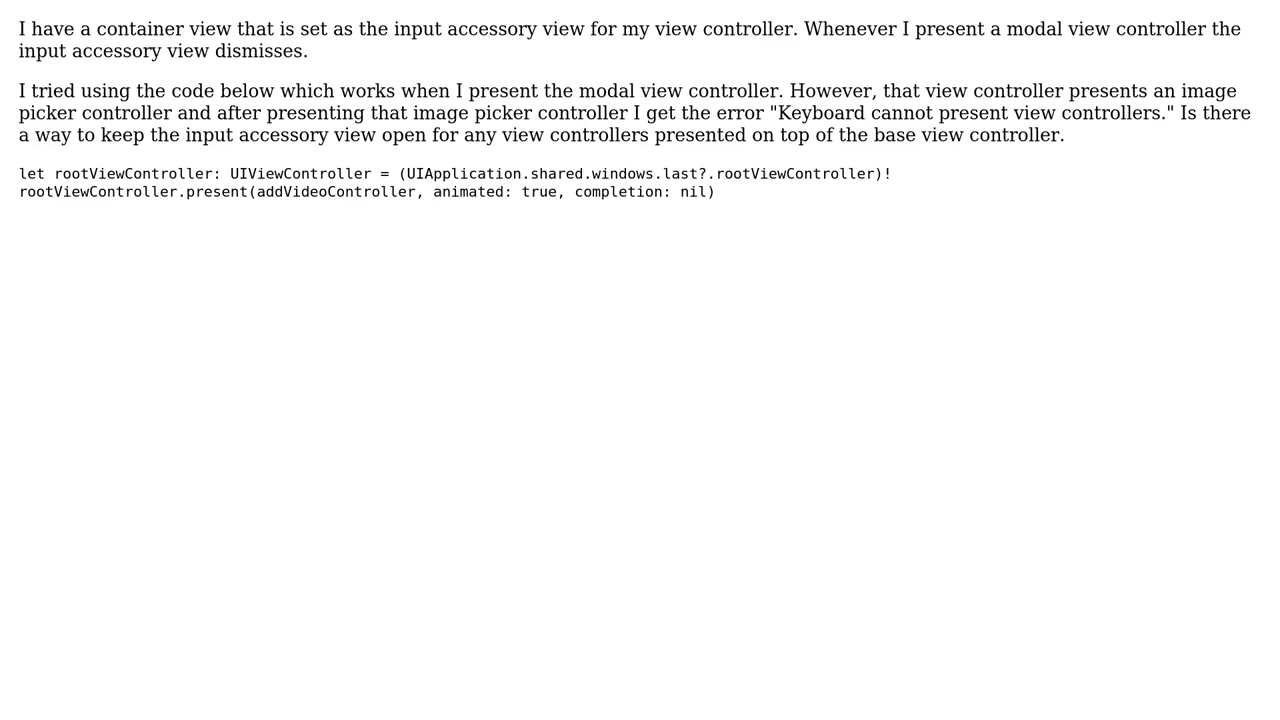 I have a container view that is set as the input accessory view for my view controller. Whenever I present a modal view controller the
input accessory view dismisses.
I tried using the code below which works when I present the modal view controller. However, that view controller presents an image
picker controller and after presenting that image picker controller I get the error "Keyboard cannot present view controllers." Is there
a way to keep the input accessory view open for any view controllers presented on top of the base view controller.
let rootViewController: UIViewController = (UIApplication.shared.windows.last?.rootViewController)!
rootViewController.present(addVideoController, animated: true, completion: nil)